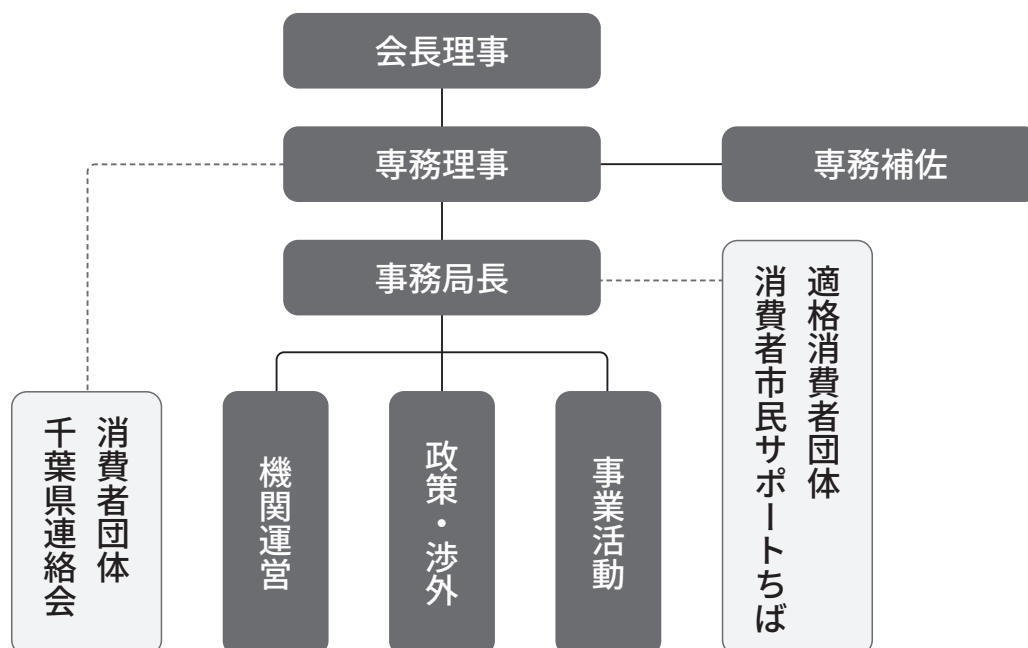 会長理事
専務理事
専務補佐
事務局長
適格消費者団体
消費者市民サポートちば
消費者団体
千葉県連絡会
機関運営
政策・渉外
事業活動